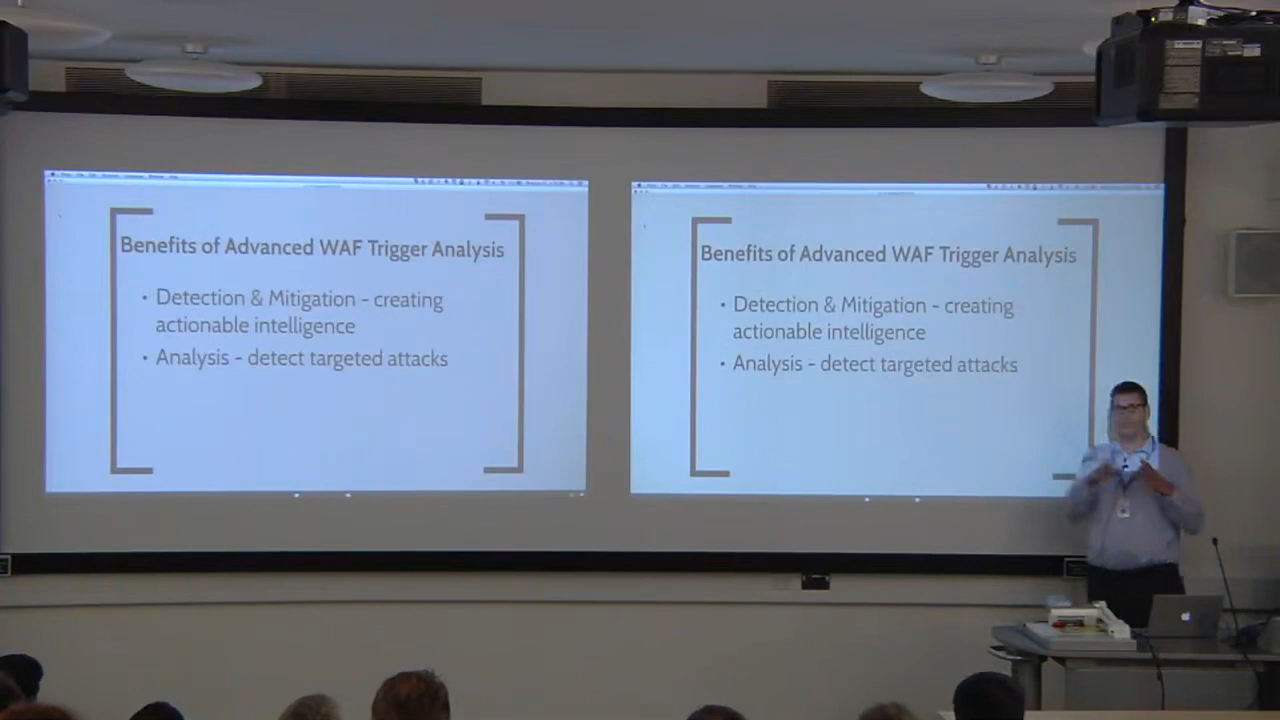 Benefits of Advanced WAF Trigger Analysis
• Detection & Mitigation - creating
actionable intelligence
• Analysis - detect targeted attacks
Benefits of Advanced WAF Trigger Analysis
• Detection & Mitigation - creating
actionable intelligence
• Analysis - detect targeted attacks